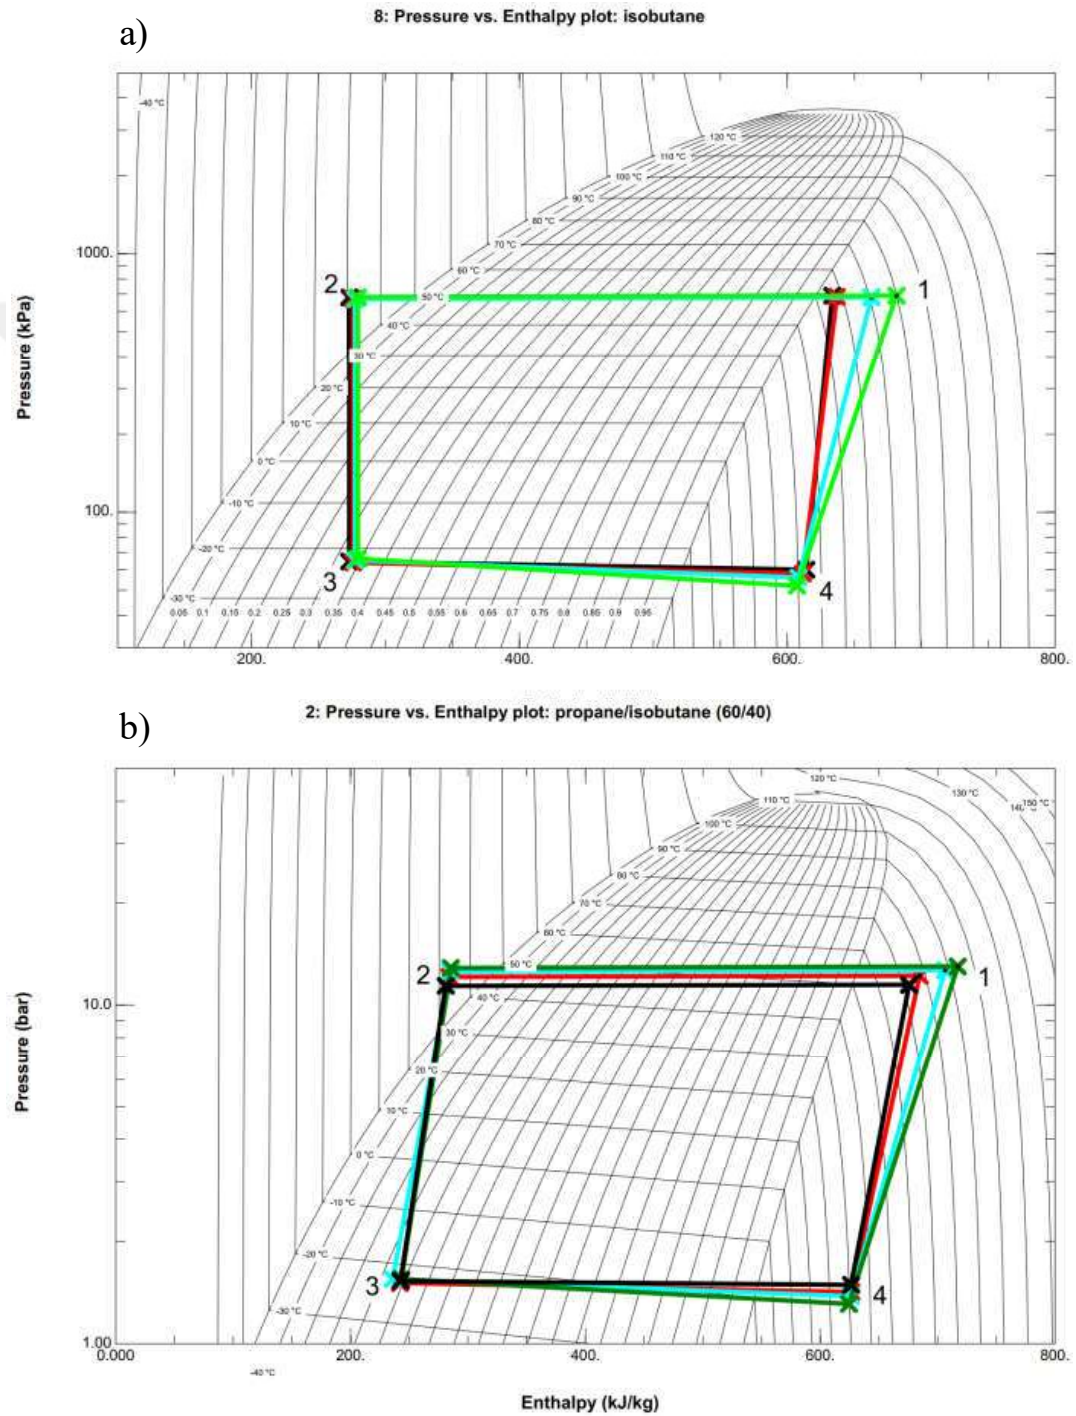 8: Pressure vs. Enthalpy plot: isobutane
a)
-40 °C
120 °C
110 °C
100 °C
90 °C
80 °C
70 °C
60 °C
50 °C
40 °C
30 °C
20 °C
10 °C
0 °C
-10 °C
-20 °C
-30 °C
1000.
100.
Pressure (kPa)
2
1
3
4
0.05 0.1 0.15 0.2 0.25 0.3 0.35 0.4 0.45 0.5 0.55 0.6 0.65 0.7 0.75 0.8 0.85 0.9 0.95
200. 400. 600. 800.
2: Pressure vs. Enthalpy plot: propane/isobutane (60/40)
b)
120 °C
130 °C
150 °C
110 °C
100 °C
90 °C
80 °C
70 °C
60 °C
50 °C
40 °C
30 °C
20 °C
10 °C
0 °C
-10 °C
-20 °C
-30 °C
-40 °C
10.0
1.00
Pressure (bar)
2
1
3
4
0.000 200. 400. 600. 800.
Enthalpy (kJ/kg)